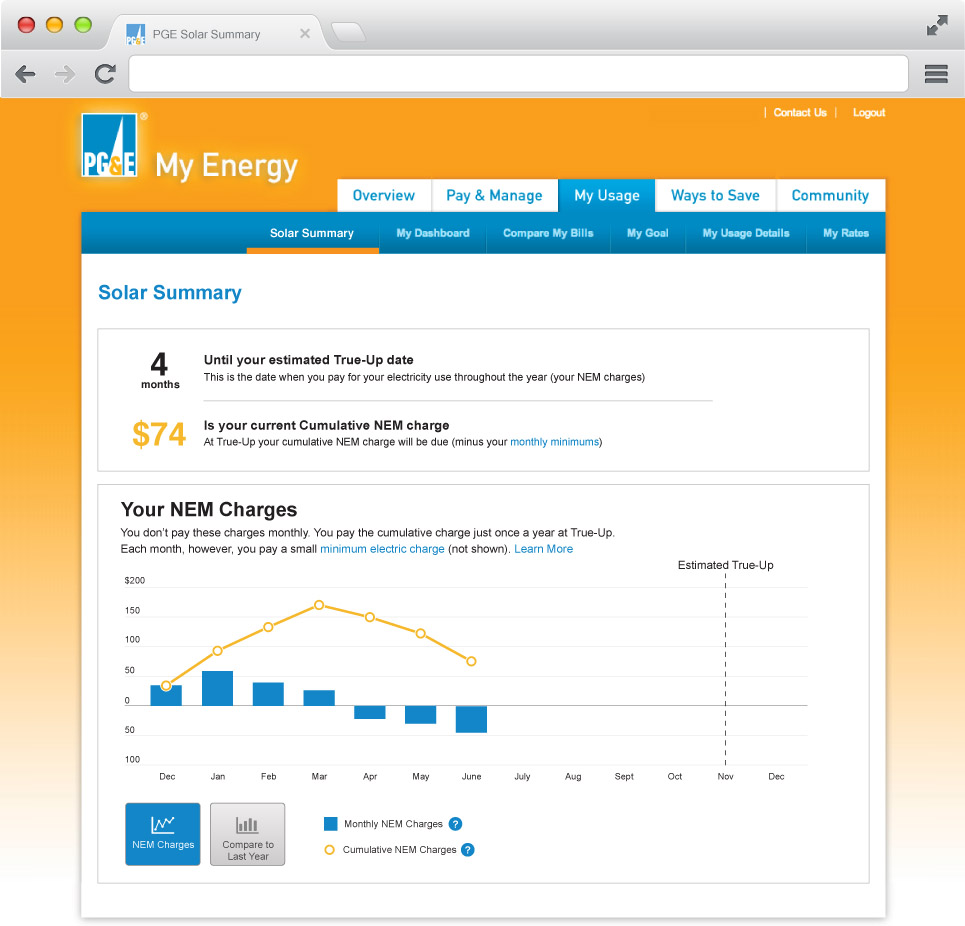 PG&E
PGE Solar Summary
Contact Us
Logout
PG&E®
My Energy
Overview
Pay & Manage
My Usage
Ways to Save
Community
Solar Summary
My Dashboard
Compare My Bills
My Goal
My Usage Details
My Rates
Solar Summary
4
months
Until your estimated True-Up date
This is the date when you pay for your electricity use throughout the year (your NEM charges)
$74
Is your current Cumulative NEM charge
At True-Up your cumulative NEM charge will be due (minus your monthly minimums)
Your NEM Charges
You don't pay these charges monthly. You pay the cumulative charge just once a year at True-Up.
Each month, however, you pay a small minimum electric charge (not shown). Learn More
Estimated True-Up
$200
150
100
50
0
50
100
Dec
Jan
Feb
Mar
Apr
May
June
July
Aug
Sept
Oct
Nov
Dec
NEM Charges
Compare to
Last Year
Monthly NEM Charges ?
Cumulative NEM Charges ?